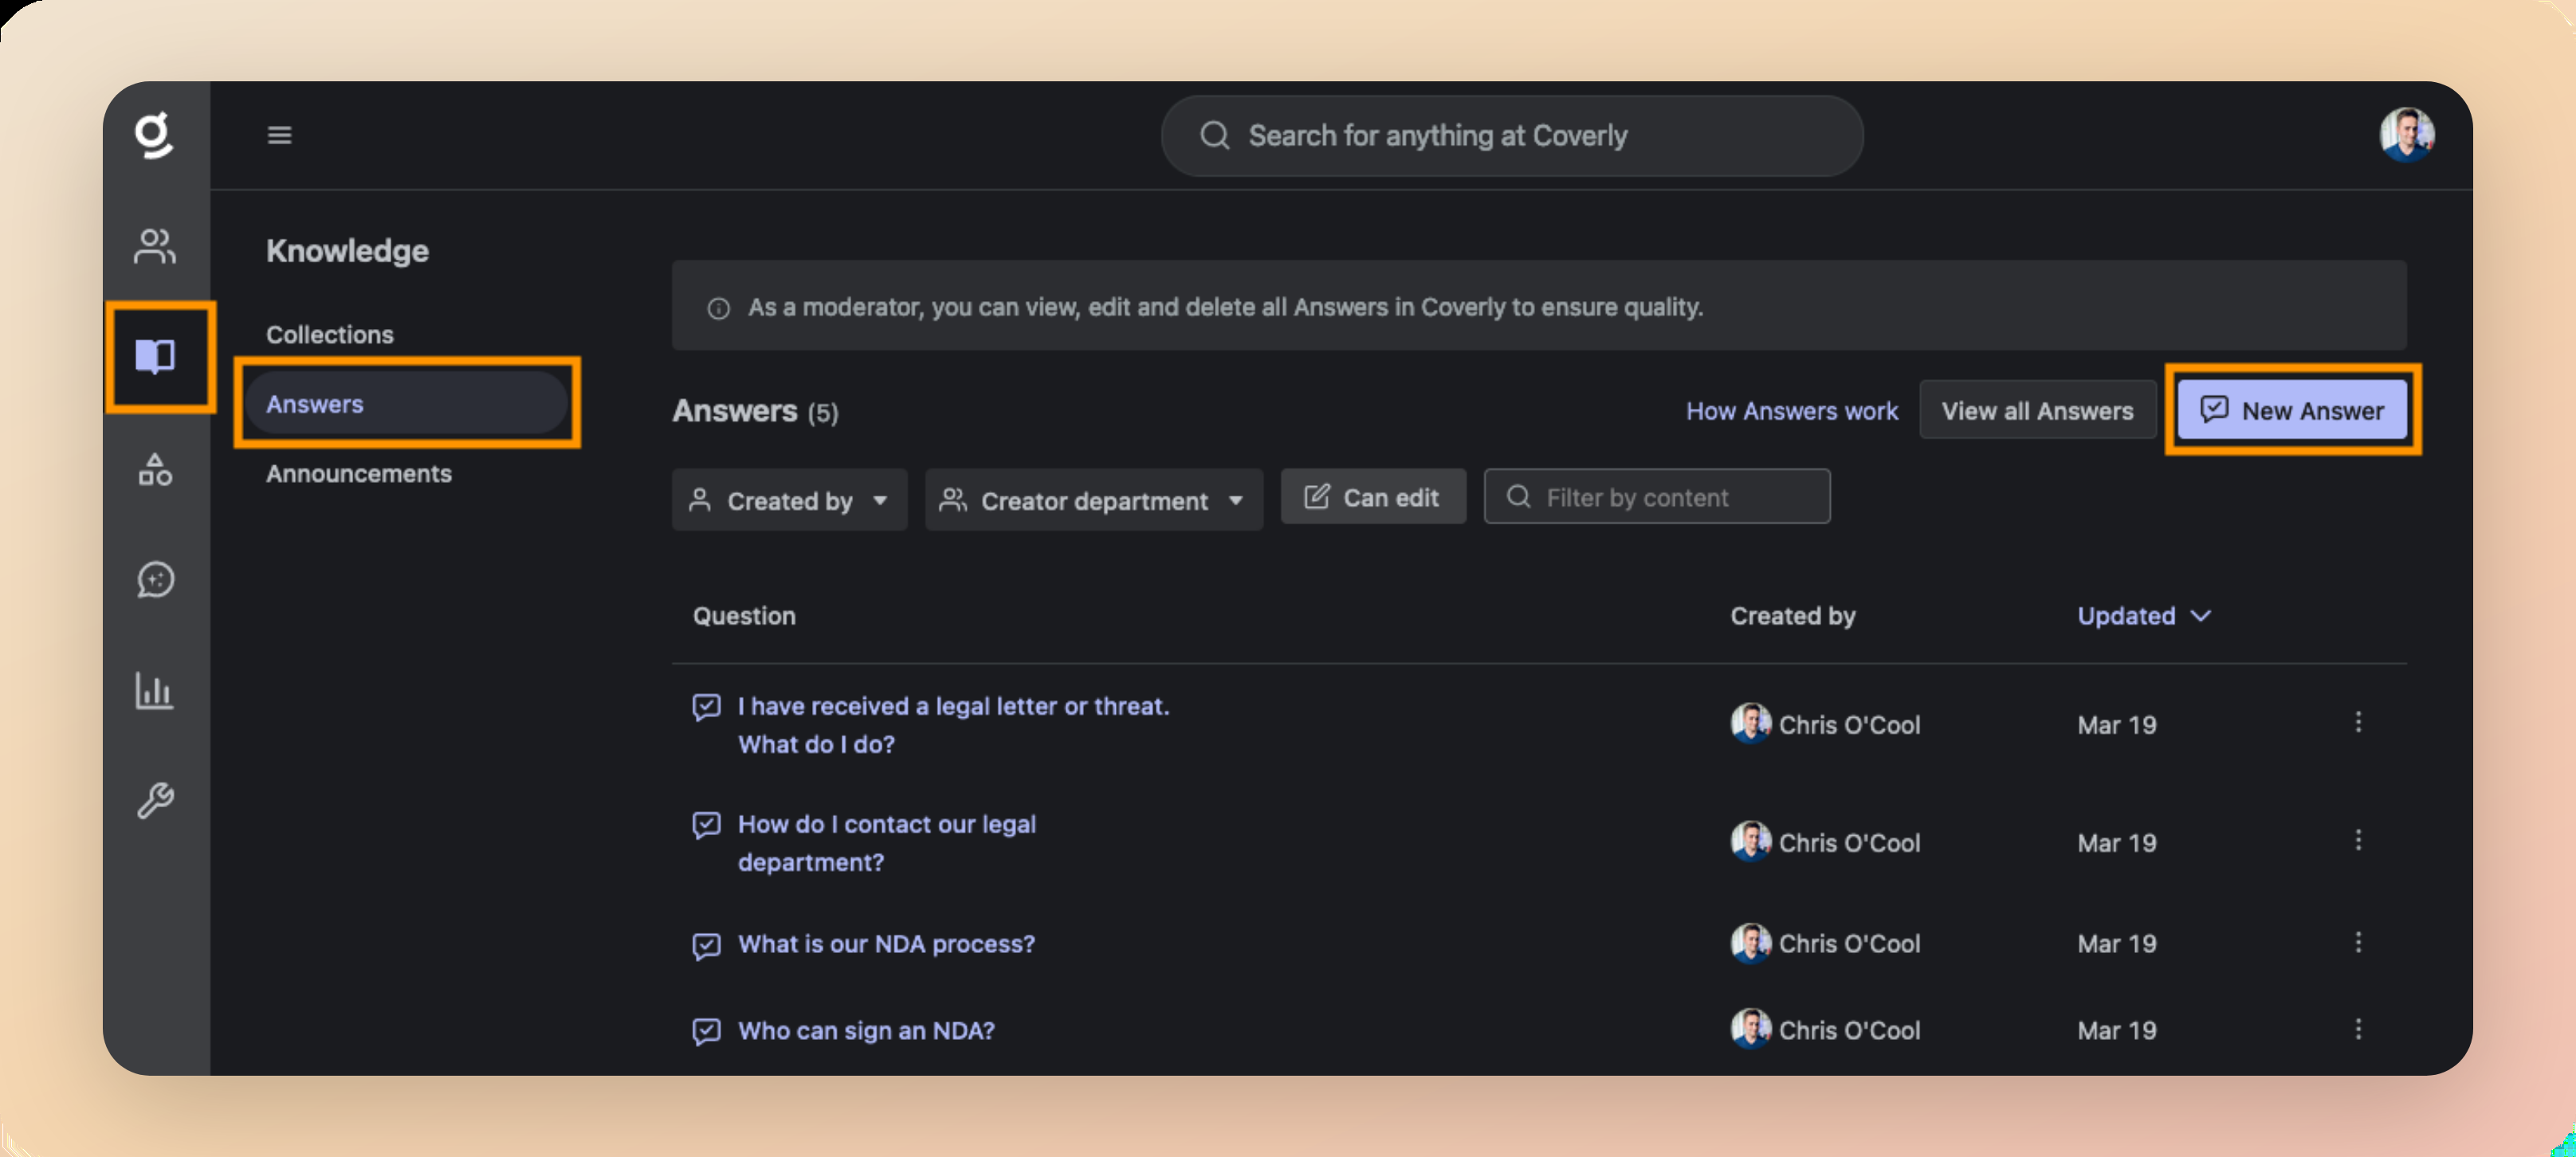 g
Search for anything at Coverly
Knowledge
Collections
Answers
Announcements
As a moderator, you can view, edit and delete all Answers in Coverly to ensure quality.
Answers (5)
How Answers work
View all Answers
New Answer
Created by
Creator department
Can edit
Filter by content
Question
Created by
Updated
I have received a legal letter or threat.
What do I do?
Chris O'Cool
Mar 19
How do I contact our legal
department?
Chris O'Cool
Mar 19
What is our NDA process?
Chris O'Cool
Mar 19
Who can sign an NDA?
Chris O'Cool
Mar 19